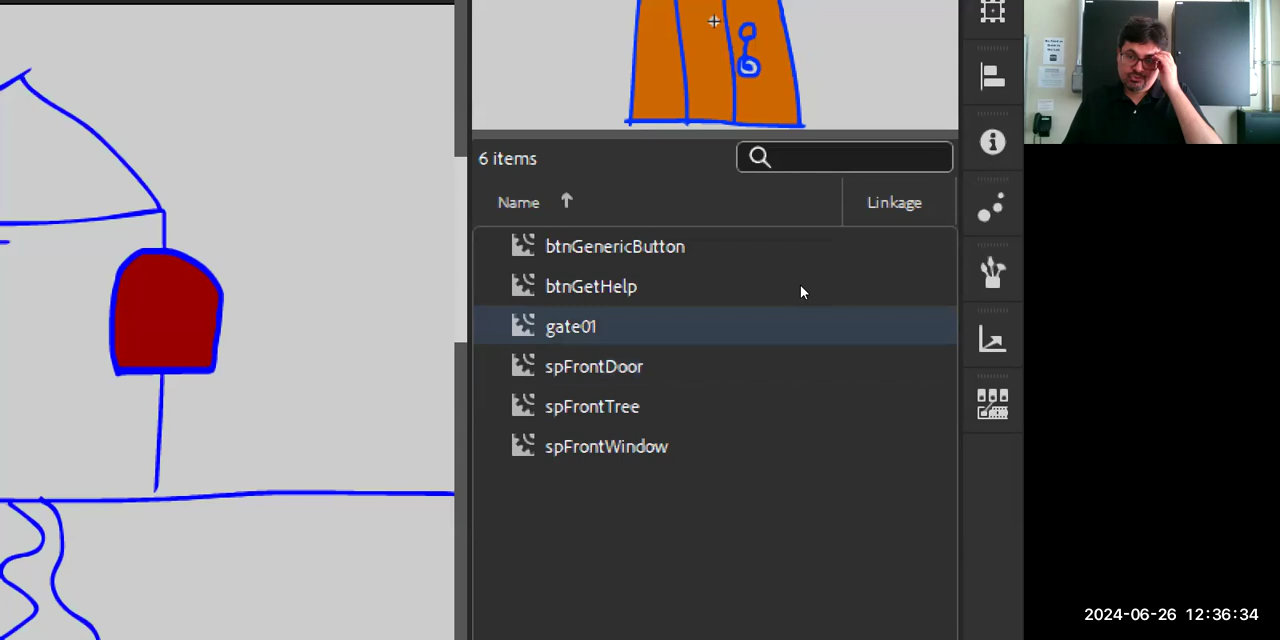 6 items
Name Linkage
btnGenericButton
btnGetHelp
gate01
spFrontDoor
spFrontTree
spFrontWindow
2024-06-26 12:36:34